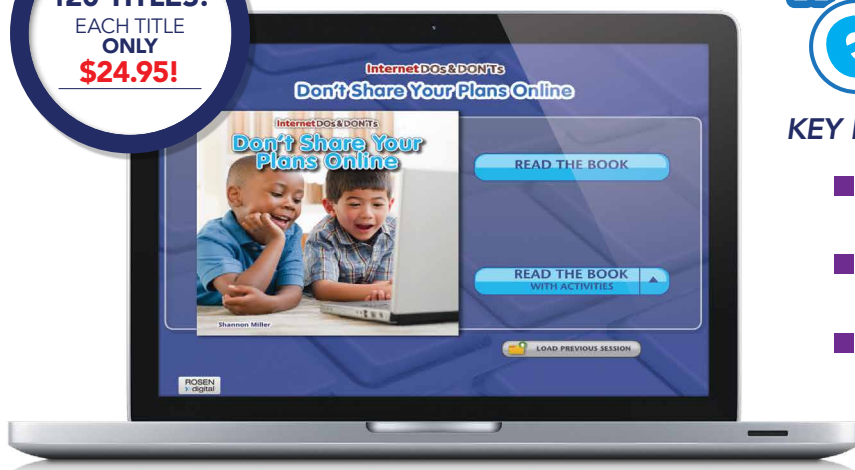 120 TITLES!
EACH TITLE
ONLY
$24.95!
KEY
Internet DOs & DON'Ts
Don't Share Your Plans Online
Internet DOs & DON'Ts
Don't Share Your
Plans Online
Shannon Miller
READ THE BOOK
READ THE BOOK
WITH ACTIVITIES
LOAD PREVIOUS SESSION
ROSEN
digital